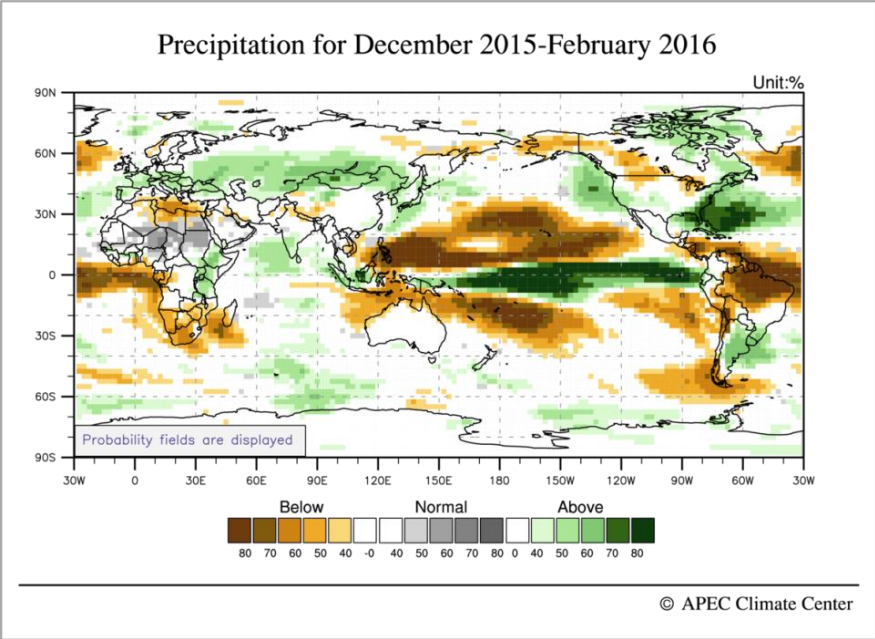 Precipitation for December 2015-February 2016
Unit:%
90N
60N
30N
0
30S
60S
90S
Probability fields are displayed
30W 0 30E 60E 90E 120E 150E 180E 150W 120W 90W 60W 30W
Below Normal Above
80 70 60 50 40 -0 40 50 60 70 80 0 40 50 60 70 80
© APEC Climate Center